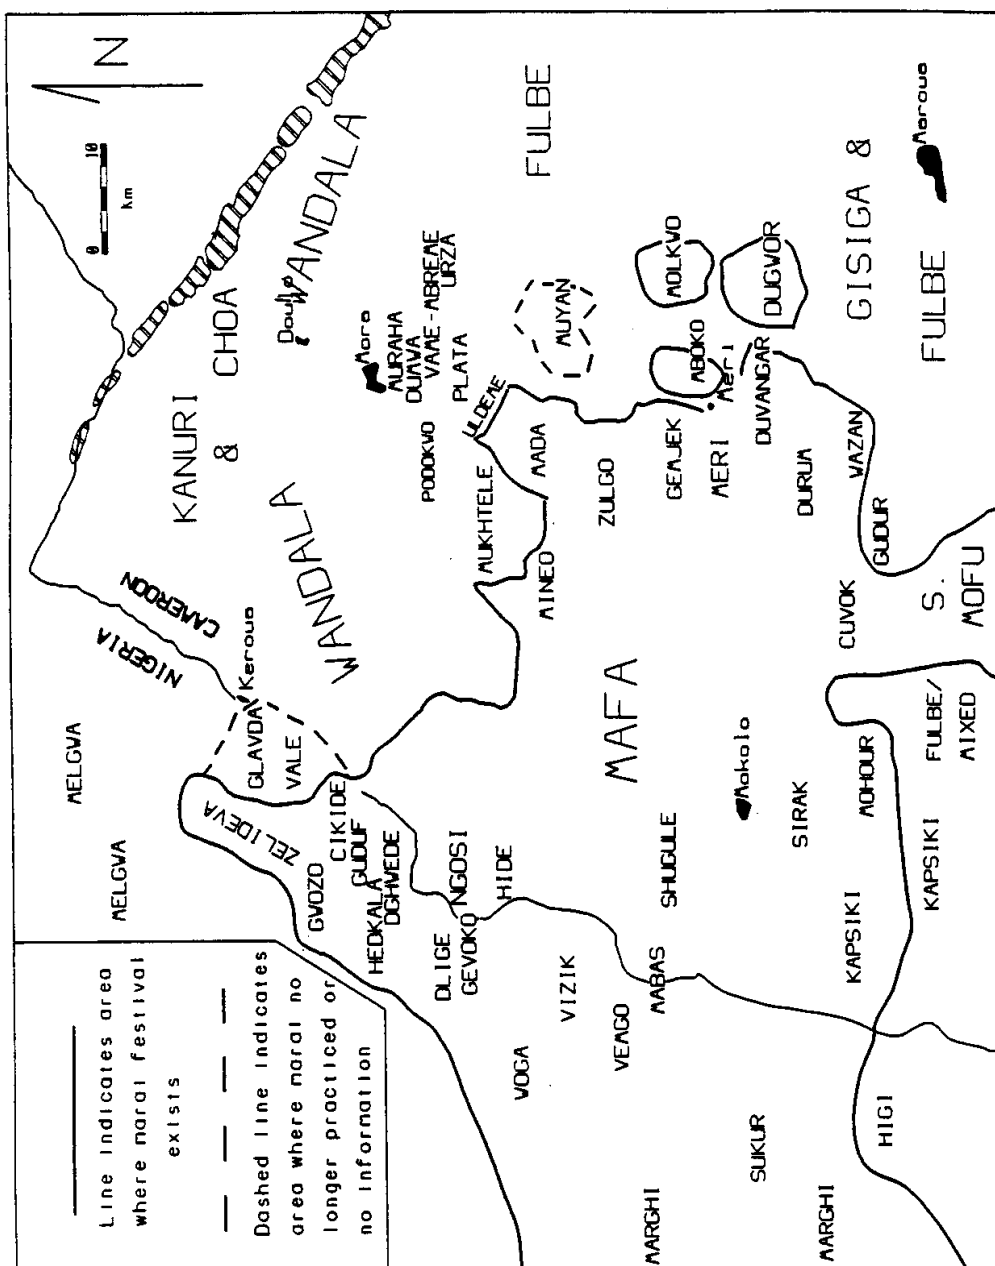 Line indicates area
where maral festival
exists
Dashed line indicates
area where maral no
longer practiced or
no information
N
0 10
km
MELGWA
MELGWA
NIGERIA
CAMEROON
KANURI
&
CHOA
WANDALA
WANDALA
Doulo
Mora
Keroua
GLAVDA
VALE
ZELIDEVA
GWOZO
CIKIDE
GUDUF
HEDKALA
DGHWEDE
NGOSI
DLIGE
GEVOKO
HIDE
VIZIK
WOGA
VEMGO
MABAS
SUKUR
MARGHI
MARGHI
HIGI
KAPSIKI
KAPSIKI
SHUGULE
SIRAK
Mokolo
MOHOUR
FULBE/
MIXED
MAFA
MINEO
MUKHTELE
PODOKWO
ULDEME
MURAHA
DUMWA
VAME-MBREME
URZA
PLATA
MADA
MUYAN
ZULGO
GEMJEK
MERI
Meri
MBOKO
MOLKWO
DUGWOR
DUVANGAR
DURUM
WAZAN
GUDUR
CUVOK
S.
MOFU
FULBE
GISIGA &
FULBE
Maroua